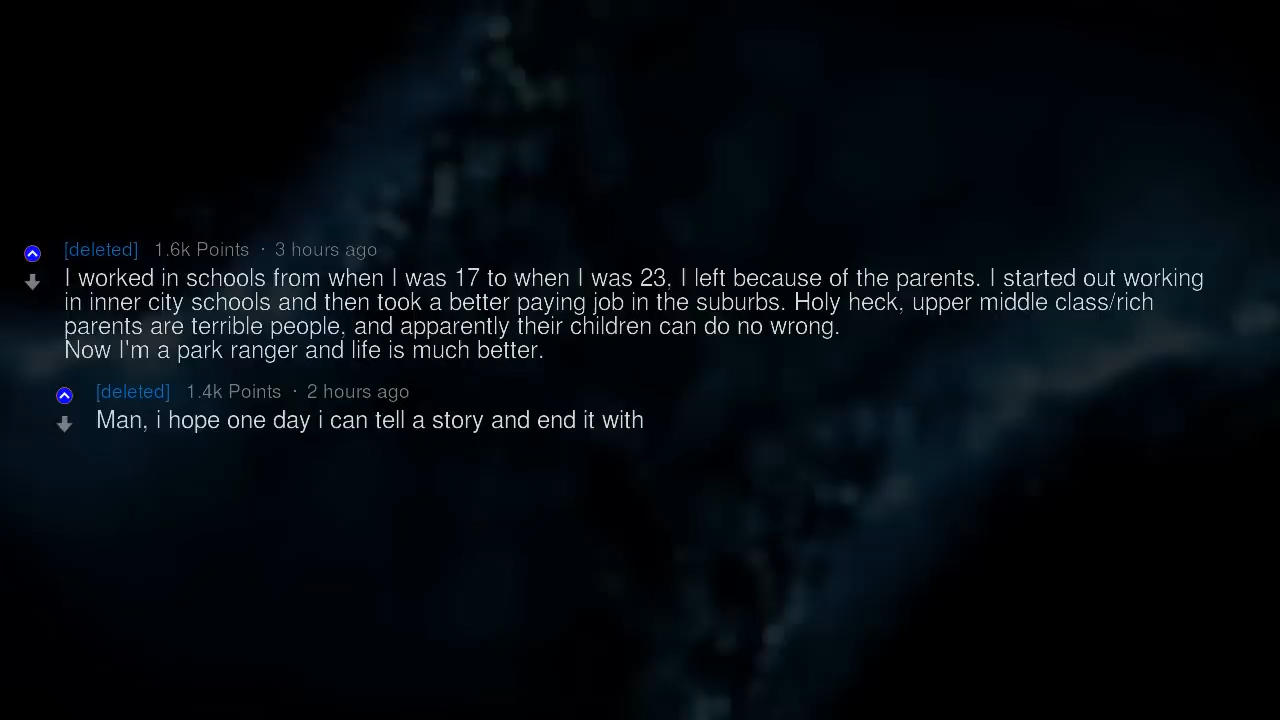 [deleted] 1.6k Points · 3 hours ago
I worked in schools from when I was 17 to when I was 23, I left because of the parents. I started out working
in inner city schools and then took a better paying job in the suburbs. Holy heck, upper middle class/rich
parents are terrible people, and apparently their children can do no wrong.
Now I'm a park ranger and life is much better.
[deleted] 1.4k Points · 2 hours ago
Man, i hope one day i can tell a story and end it with